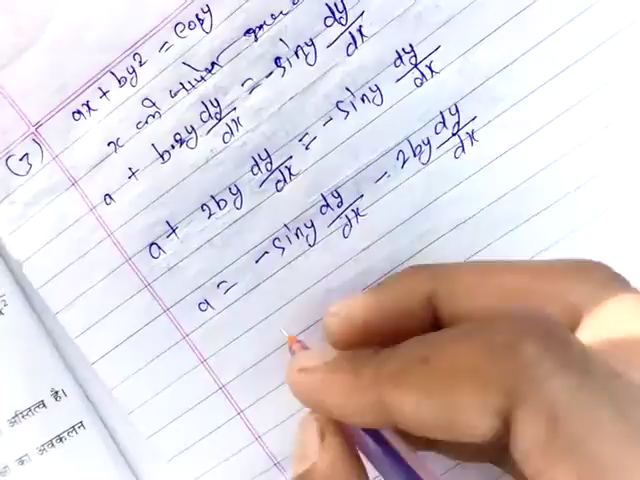 (3) ax + by² = cosy
x को
a + b·2y dy/dx = -siny dy/dx
a + 2by dy/dx = -siny dy/dx
a = -siny dy/dx - 2by dy/dx
अस्तित्व है।
का अवकलन